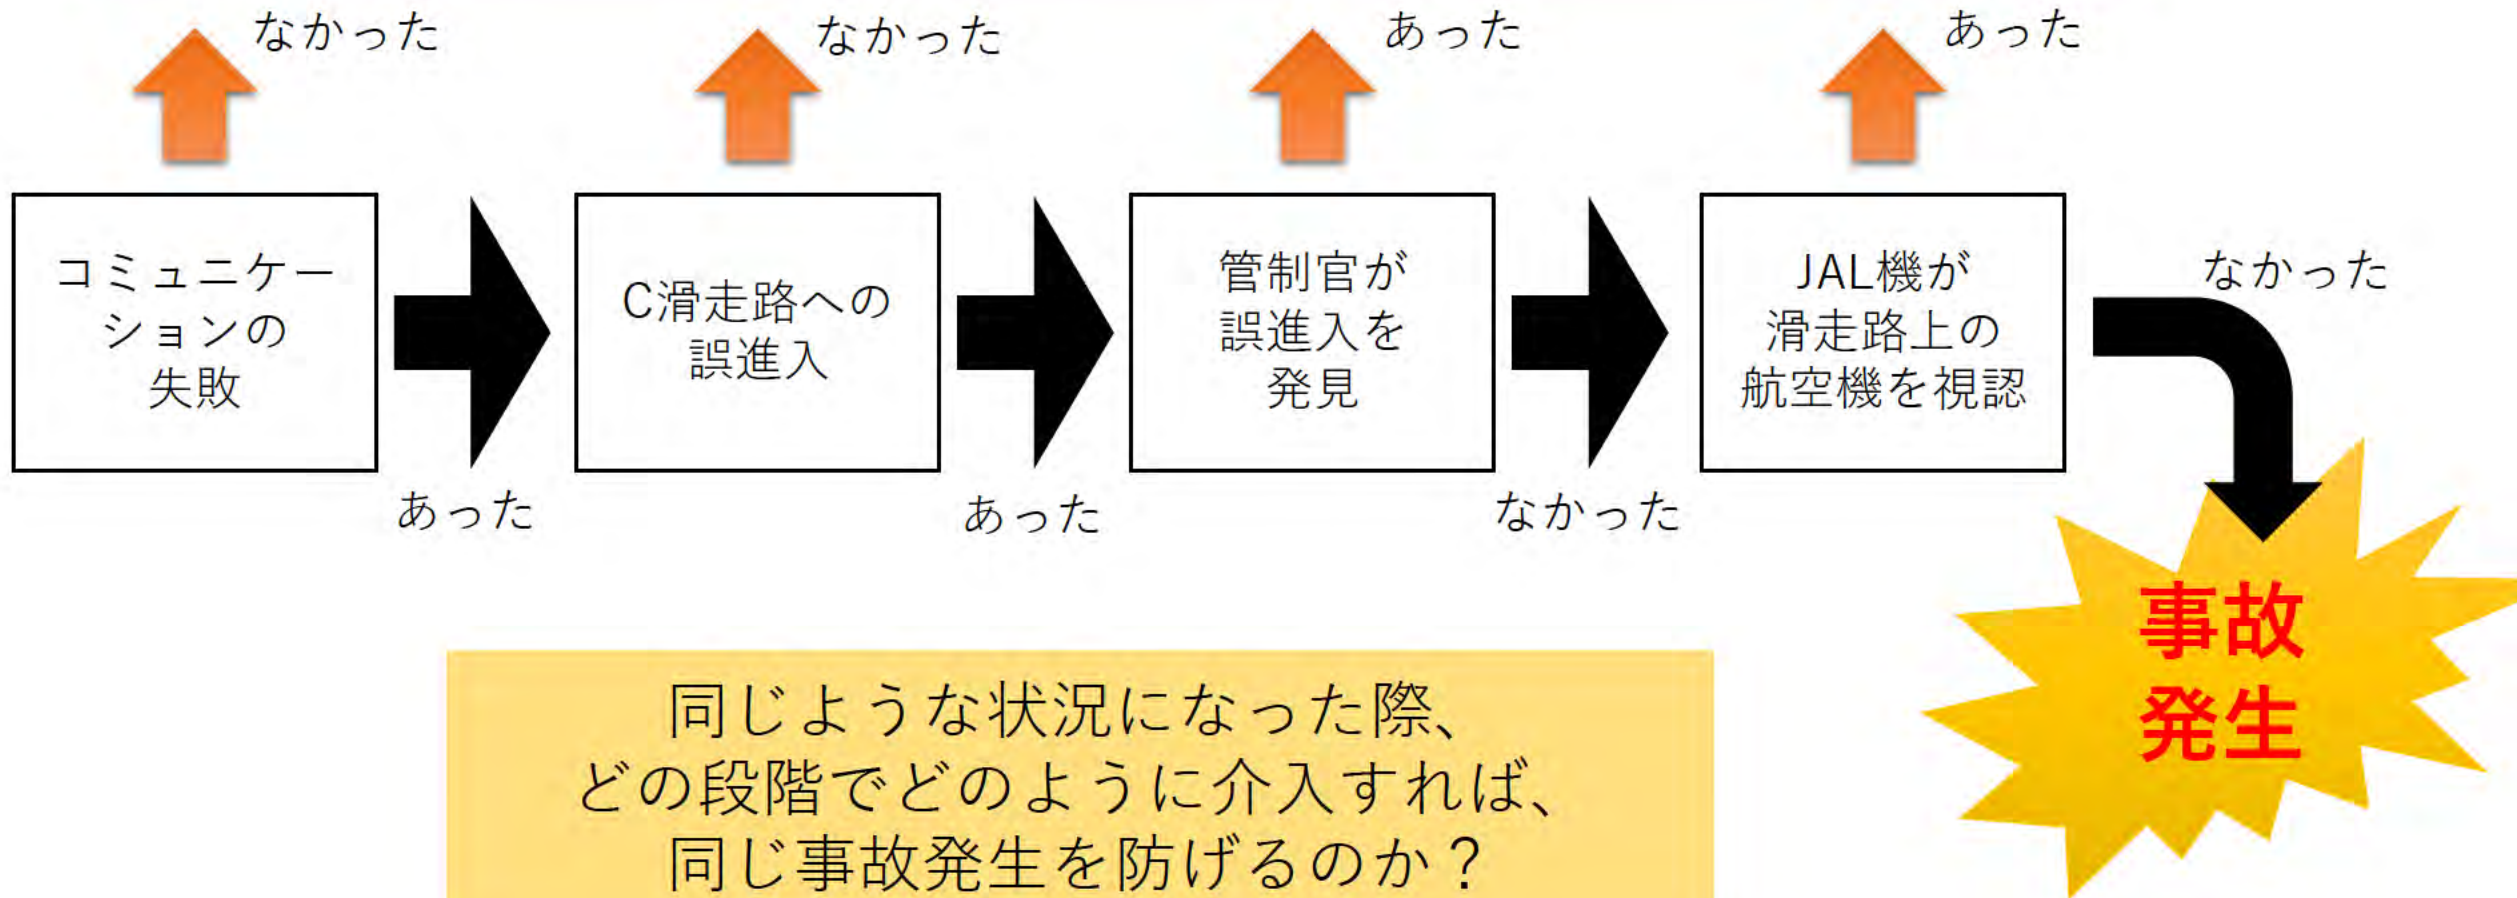 なかった
なかった
あった
あった
コミュニケー
ションの
失敗
C滑走路への
誤進入
管制官が
誤進入を
発見
JAL機が
滑走路上の
航空機を視認
なかった
あった
あった
なかった
事故
発生
同じような状況になった際、
どの段階でどのように介入すれば、
同じ事故発生を防げるのか？